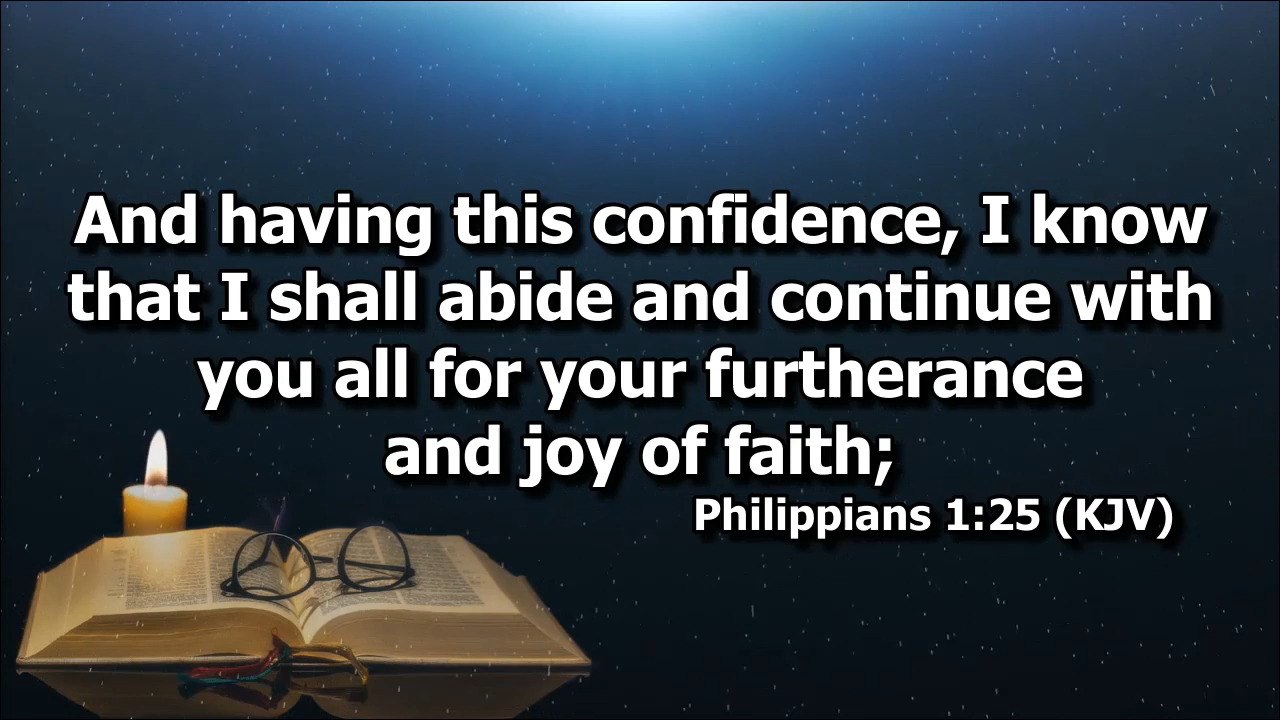 And having this confidence, I know
that I shall abide and continue with
you all for your furtherance
and joy of faith;
Philippians 1:25 (KJV)